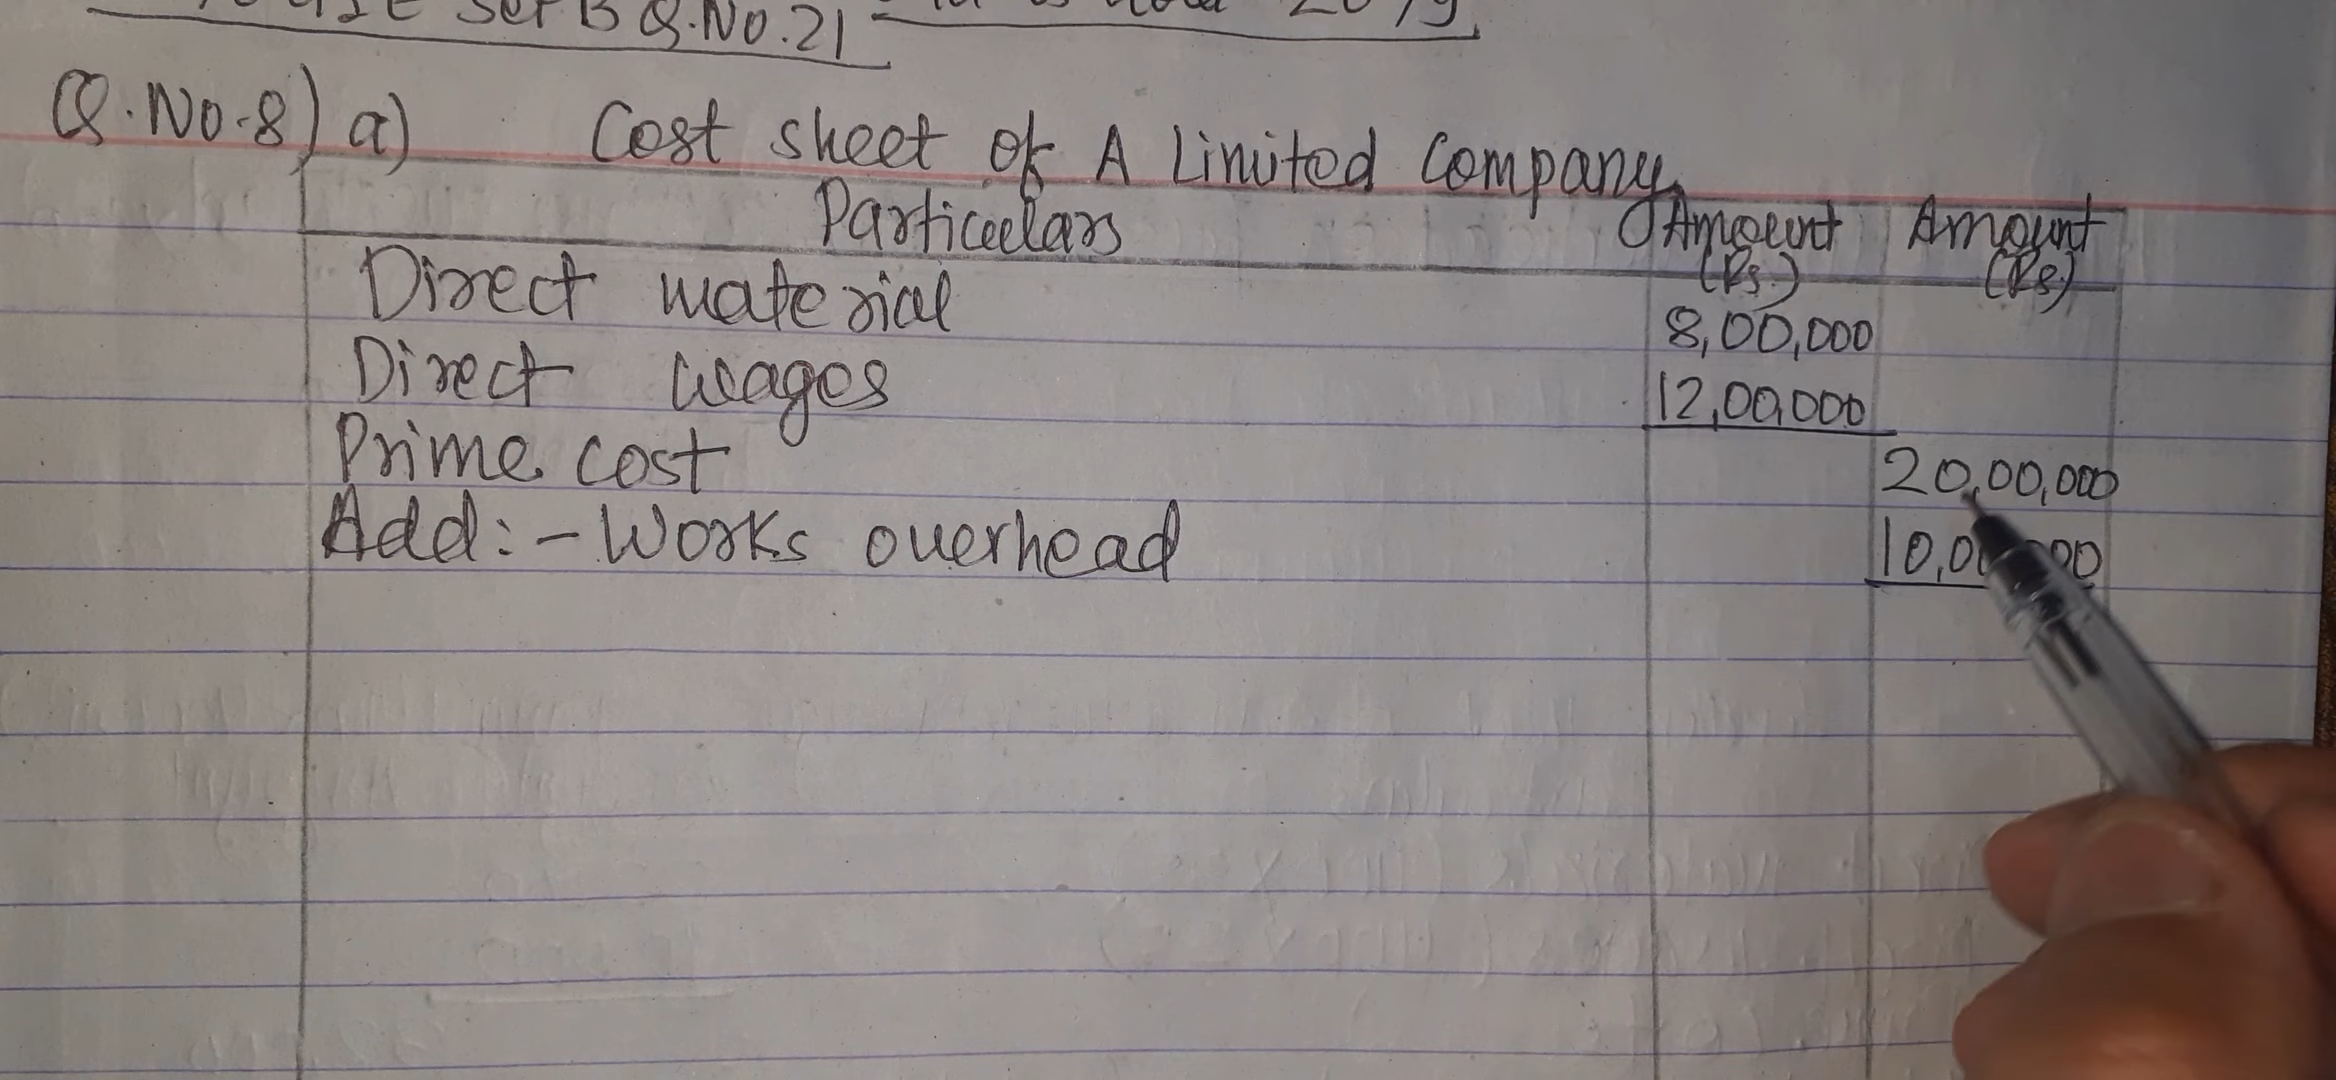 Set B Q.No.21
Q.No.8) a) Cost sheet of A Limited Company
Particulars Amount (Rs.) Amount (Rs.)
Direct material 8,00,000
Direct wages 12,00,000
Prime cost 20,00,000
Add:- Works overhead